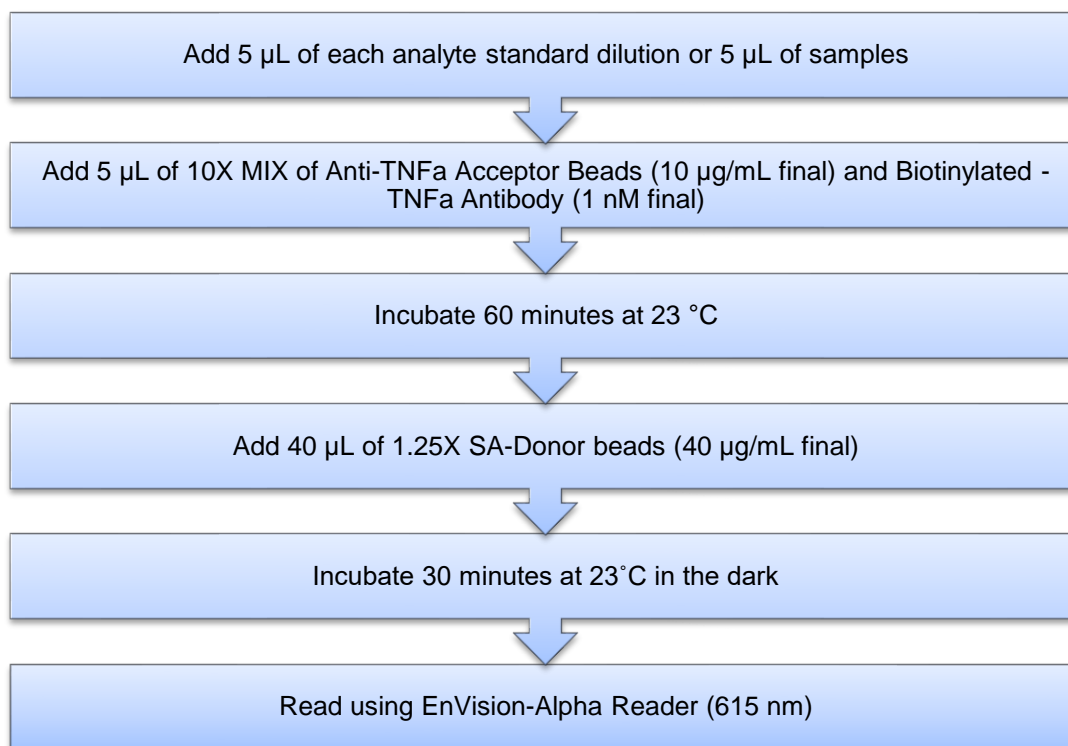 Add 5 µL of each analyte standard dilution or 5 µL of samples
Add 5 µL of 10X MIX of Anti-TNFa Acceptor Beads (10 µg/mL final) and Biotinylated -
TNFa Antibody (1 nM final)
Incubate 60 minutes at 23 °C
Add 40 µL of 1.25X SA-Donor beads (40 µg/mL final)
Incubate 30 minutes at 23˚C in the dark
Read using EnVision-Alpha Reader (615 nm)